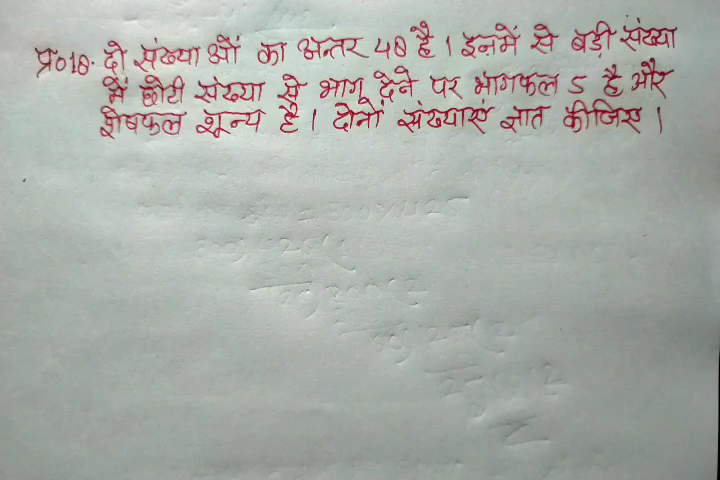 प्र०18. दो संख्याओं का अन्तर 48 है । इनमें से बड़ी संख्या
में छोटी संख्या से भाग देने पर भागफल 5 है और
शेषफल शून्य है । दोनों संख्याएं ज्ञात कीजिए ।